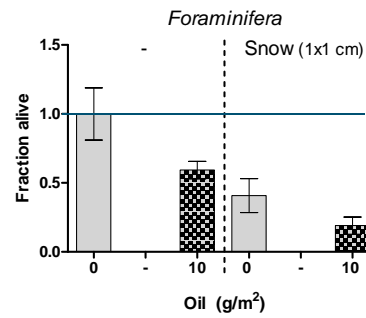 Foraminifera
- Snow (1x1 cm)
Fraction alive
1.5
1.0
0.5
0.0
0 - 10 0 - 10
Oil (g/m²)